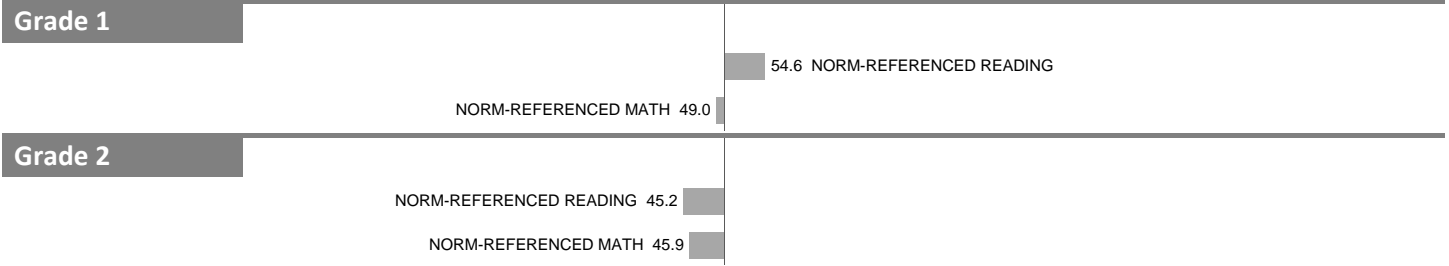 Grade 1
54.6 NORM-REFERENCED READING
NORM-REFERENCED MATH 49.0
Grade 2
NORM-REFERENCED READING 45.2
NORM-REFERENCED MATH 45.9